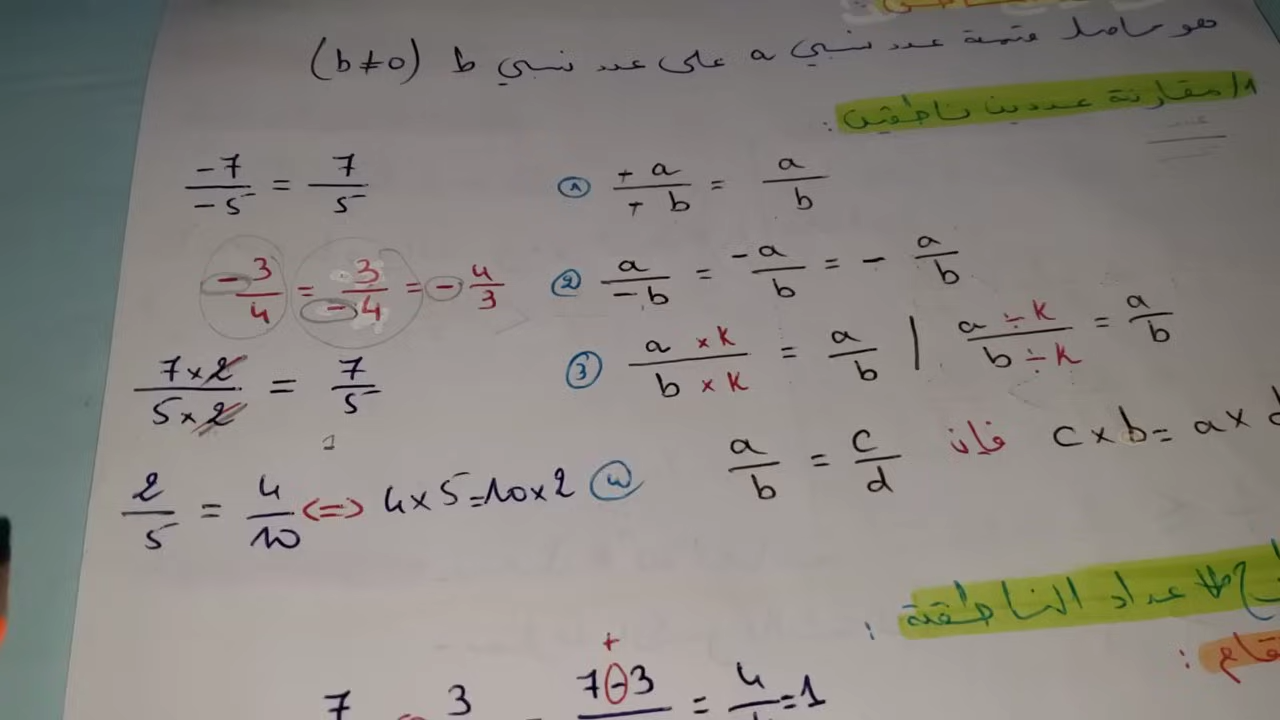 هو حاصل قسمة عدد نسبي a على عدد نسبي b (b≠0)
1/ مقارنة عددين ناطقين :
① +a/+b = a/b
-7/-5 = 7/5
② a/-b = -a/b = - a/b
-3/4 = 3/-4 = - 4/3
③ a × k / b × k = a/b | a ÷ k / b ÷ k = a/b
7×2/5×2 = 7/5
④ a/b = c/d فإن c×b = a×d
2/5 = 4/10 <=> 4×5=10×2
الأعداد الناطقة :
+
7 3 7-3 = 4 =1